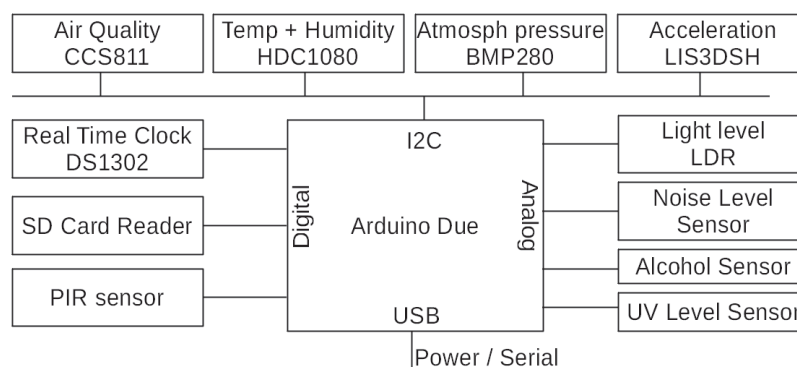 Air Quality
CCS811
Temp + Humidity
HDC1080
Atmosph pressure
BMP280
Acceleration
LIS3DSH
Real Time Clock
DS1302
SD Card Reader
PIR sensor
I2C
Digital
Arduino Due
Analog
USB
Power / Serial
Light level
LDR
Noise Level
Sensor
Alcohol Sensor
UV Level Sensor